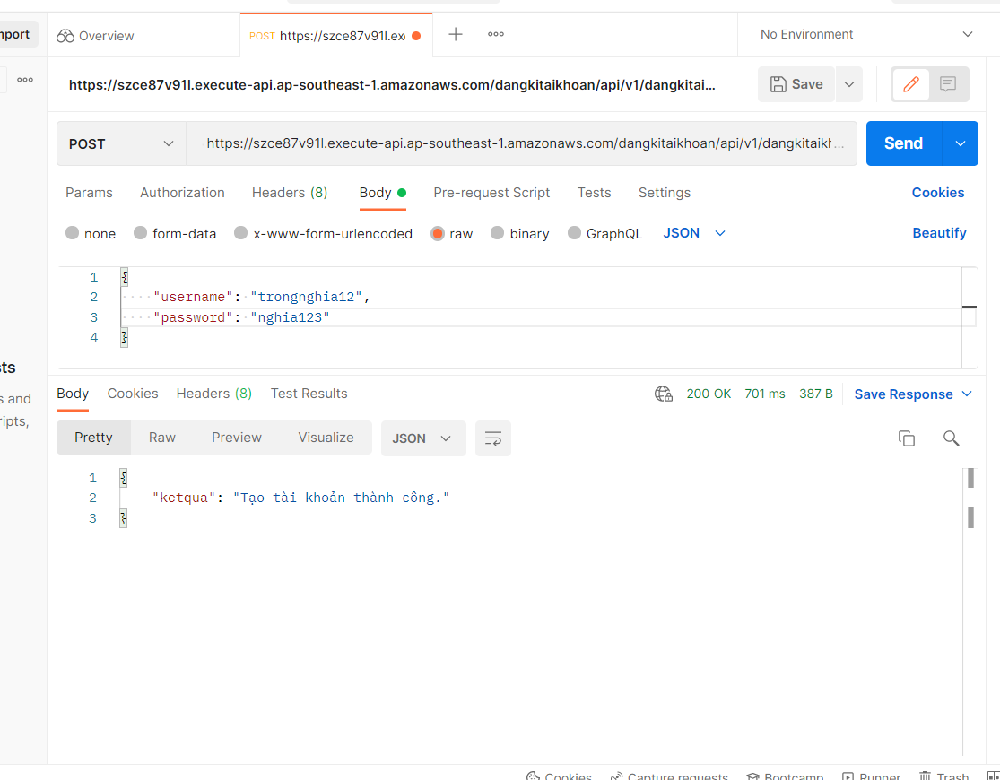 mport
Overview
POST https://szce87v91l.exe
No Environment
https://szce87v91l.execute-api.ap-southeast-1.amazonaws.com/dangkitaikhoan/api/v1/dangkitai...
Save
POST
https://szce87v91l.execute-api.ap-southeast-1.amazonaws.com/dangkitaikhoan/api/v1/dangkitaikh...
Send
Params Authorization Headers (8) Body Pre-request Script Tests Settings Cookies
none form-data x-www-form-urlencoded raw binary GraphQL JSON Beautify
1 {
2 "username": "trongnghia12",
3 "password": "nghia123"
4 }
sts
s and
ripts,
Body Cookies Headers (8) Test Results 200 OK 701 ms 387 B Save Response
Pretty Raw Preview Visualize JSON
1 {
2 "ketqua": "Tạo tài khoản thành công."
3 }
Cookies Capture requests Bootcamp Runner Trash